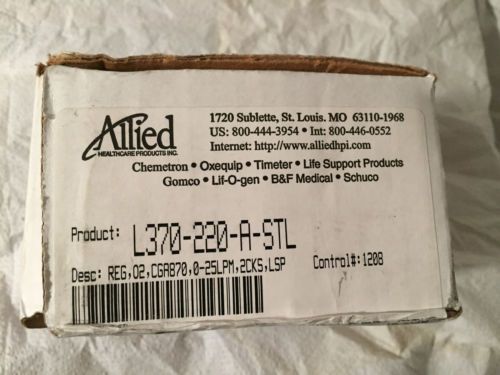 Allied
HEALTHCARE PRODUCTS INC.
1720 Sublette, St. Louis. MO 63110-1968
US: 800-444-3954 • Int: 800-446-0552
Internet: http://www.alliedhpi.com
Chemetron • Oxequip • Timeter • Life Support Products
Gomco • Lif-O-gen • B&F Medical • Schuco
Product: L370-220-A-STL
Desc: REG,O2,CGA870,0-25LPM,2CKS,LSP Control#: 1208